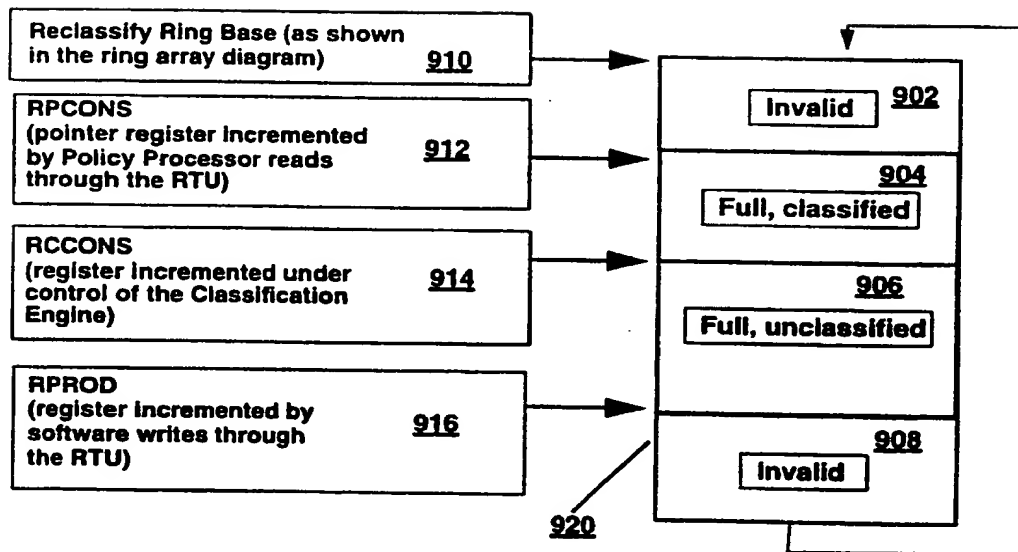 Reclassify Ring Base (as shown
in the ring array diagram) 910
RPCONS
(pointer register incremented
by Policy Processor reads
through the RTU)
912
RCCONS
(register incremented under
control of the Classification
Engine)
914
RPROD
(register incremented by
software writes through
the RTU)
916
902
Invalid
904
Full, classified
906
Full, unclassified
908
Invalid
920